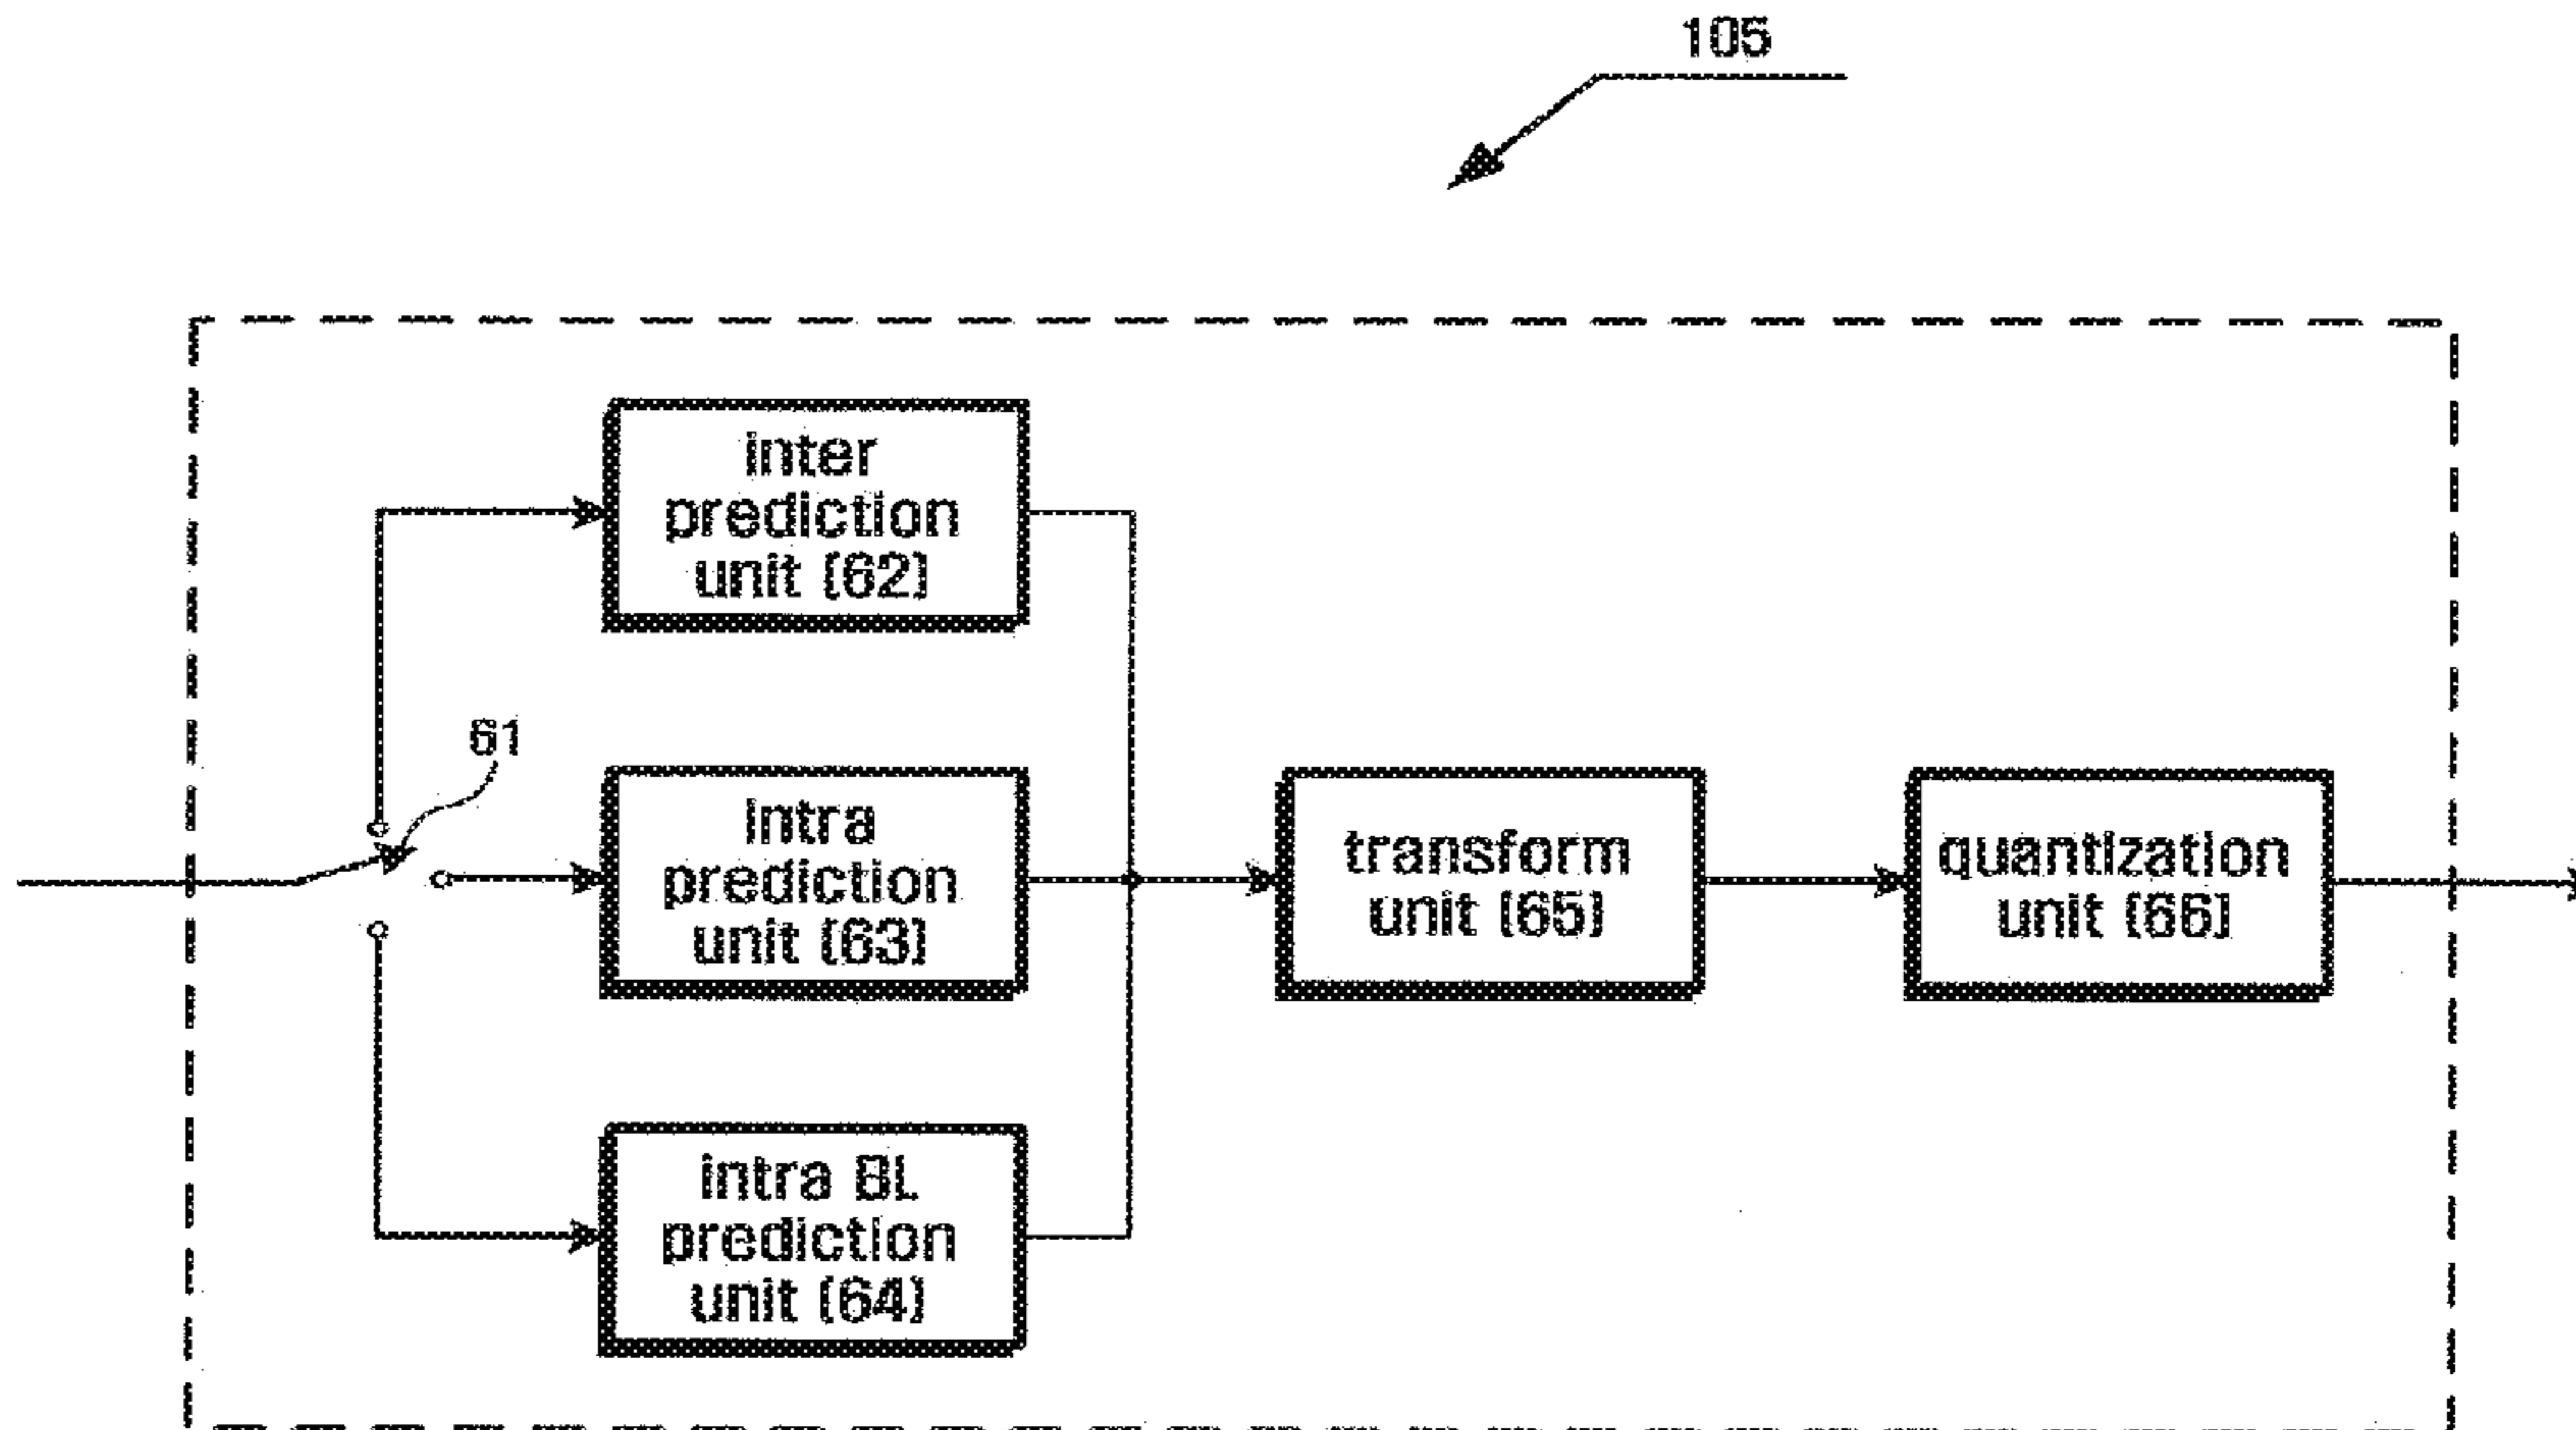 105
inter
prediction
unit (62)
61
intra
prediction
unit (63)
transform
unit (65)
quantization
unit (66)
intra BL
prediction
unit (64)